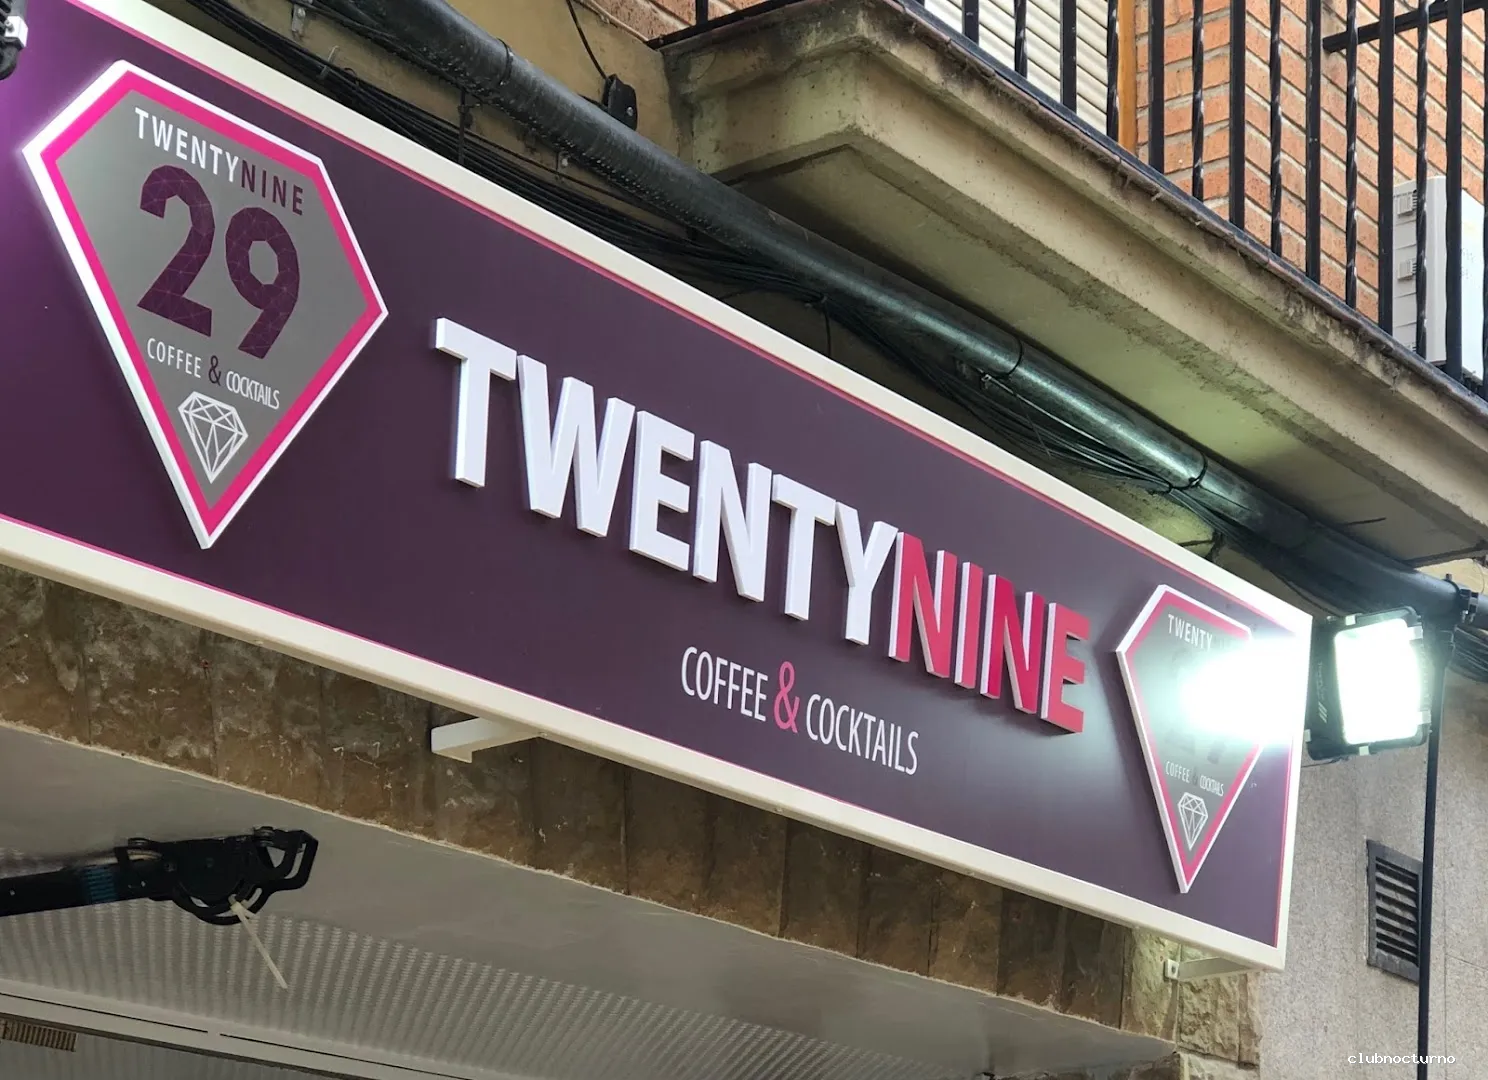 TWENTYNINE
29
COFFEE & COCKTAILS
TWENTYNINE
COFFEE & COCKTAILS
TWENTY
COFFEE & COCKTAILS
clubnocturno